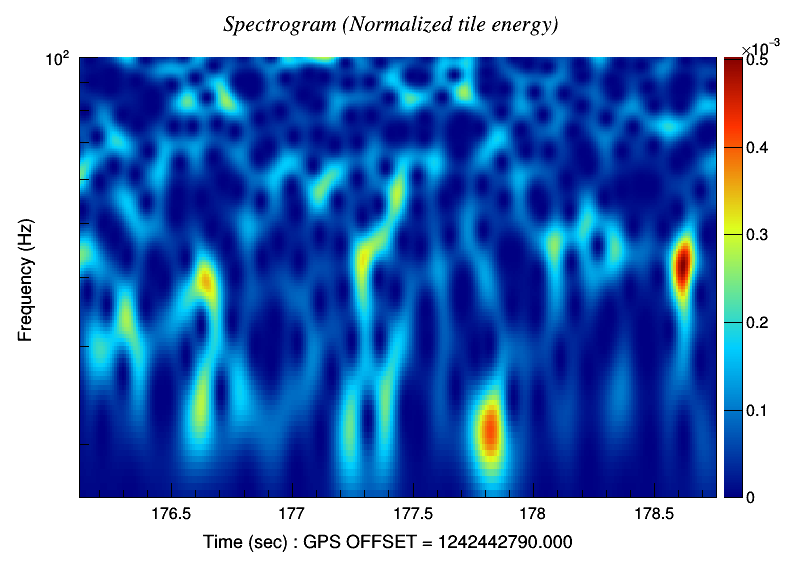 Spectrogram (Normalized tile energy)
×10⁻³
10²
0.5
0.4
0.3
0.2
0.1
0
Frequency (Hz)
176.5 177 177.5 178 178.5
Time (sec) : GPS OFFSET = 1242442790.000